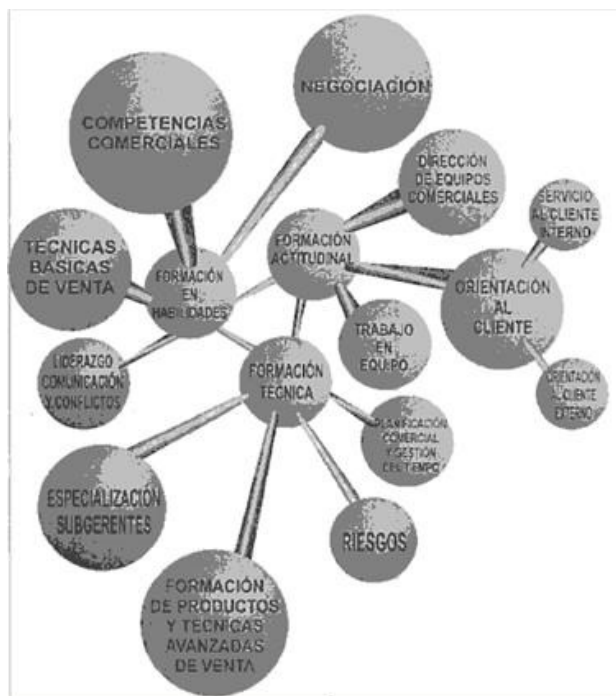 NEGOCIACIÓN
COMPETENCIAS
COMERCIALES
DIRECCIÓN
DE EQUIPOS
COMERCIALES
SERVICIO
AL CLIENTE
INTERNO
TÉCNICAS
BÁSICAS
DE VENTA
FORMACIÓN
EN
HABILIDADES
FORMACIÓN
ACTITUDINAL
ORIENTACIÓN
AL
CLIENTE
TRABAJO
EN
EQUIPO
LIDERAZGO
COMUNICACIÓN
Y CONFLICTOS
FORMACIÓN
TÉCNICA
ORIENTACIÓN
AL CLIENTE
EXTERNO
PLANIFICACIÓN
COMERCIAL
Y GESTIÓN
DEL TIEMPO
ESPECIALIZACIÓN
SUBGERENTES
RIESGOS
FORMACIÓN
DE PRODUCTOS
Y TÉCNICAS
AVANZADAS
DE VENTA